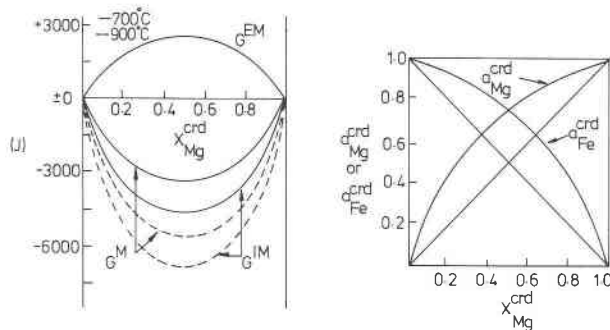 +3000
±0
-3000
-6000
(J)
—700°C
--900°C
G^EM
0.2 0.4 0.6 0.8
X_Mg^crd
G^M
G^IM
1.0
0.8
0.6
0.4
0.2
a_Mg^crd
or
a_Fe^crd
a_Mg^crd
a_Fe^crd
0 0.2 0.4 0.6 0.8 1.0
X_Mg^crd